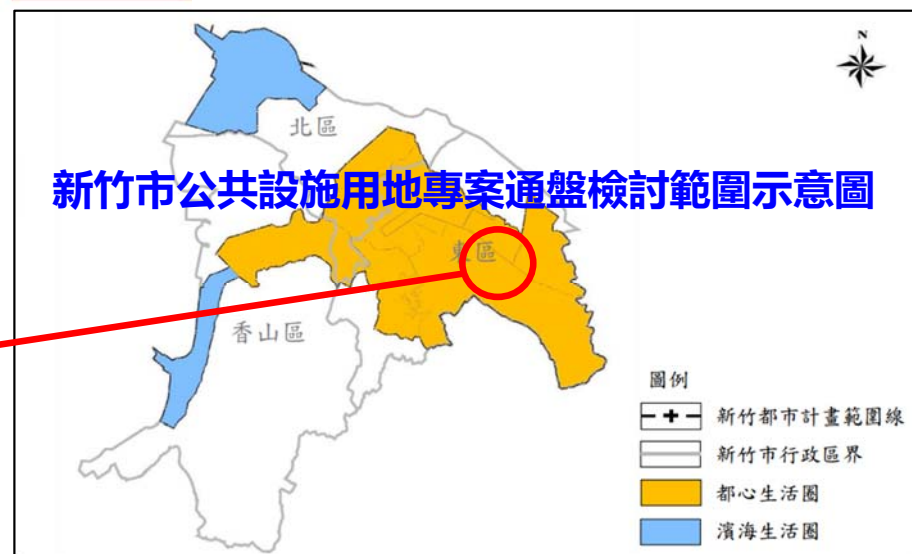 N
北區
新竹市公共設施用地專案通盤檢討範圍示意圖
東區
香山區
圖例
新竹都市計畫範圍線
新竹市行政區界
都心生活圈
濱海生活圈